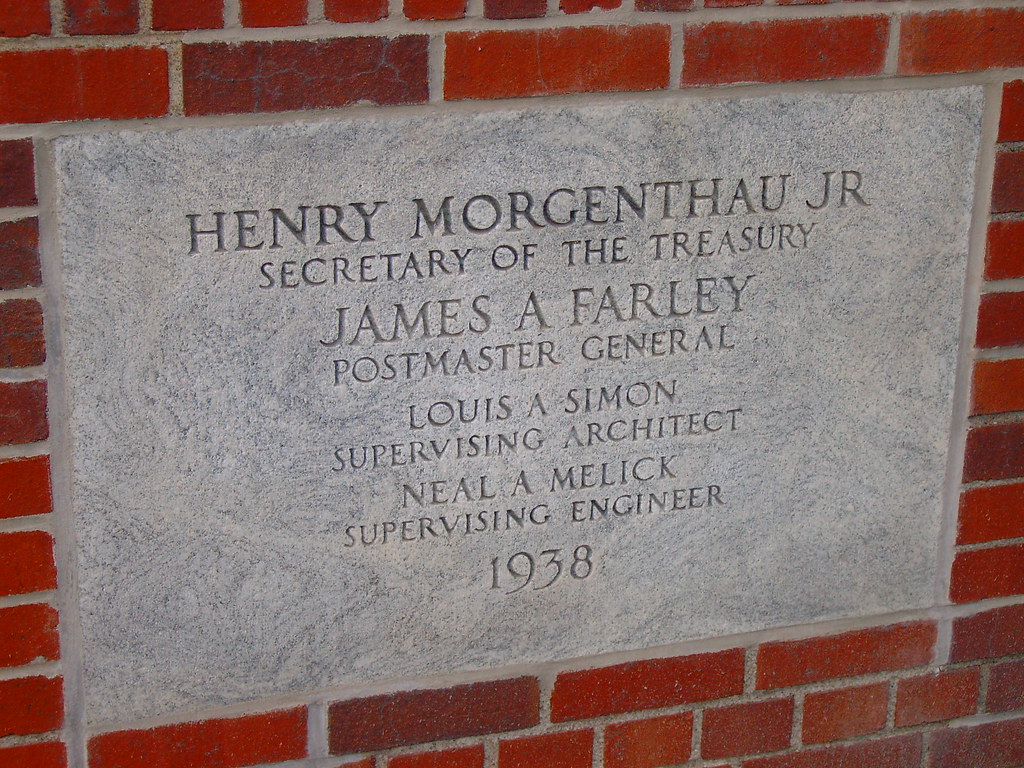 HENRY MORGENTHAU JR
SECRETARY OF THE TREASURY
JAMES A FARLEY
POSTMASTER GENERAL
LOUIS A SIMON
SUPERVISING ARCHITECT
NEAL A MELICK
SUPERVISING ENGINEER
1938